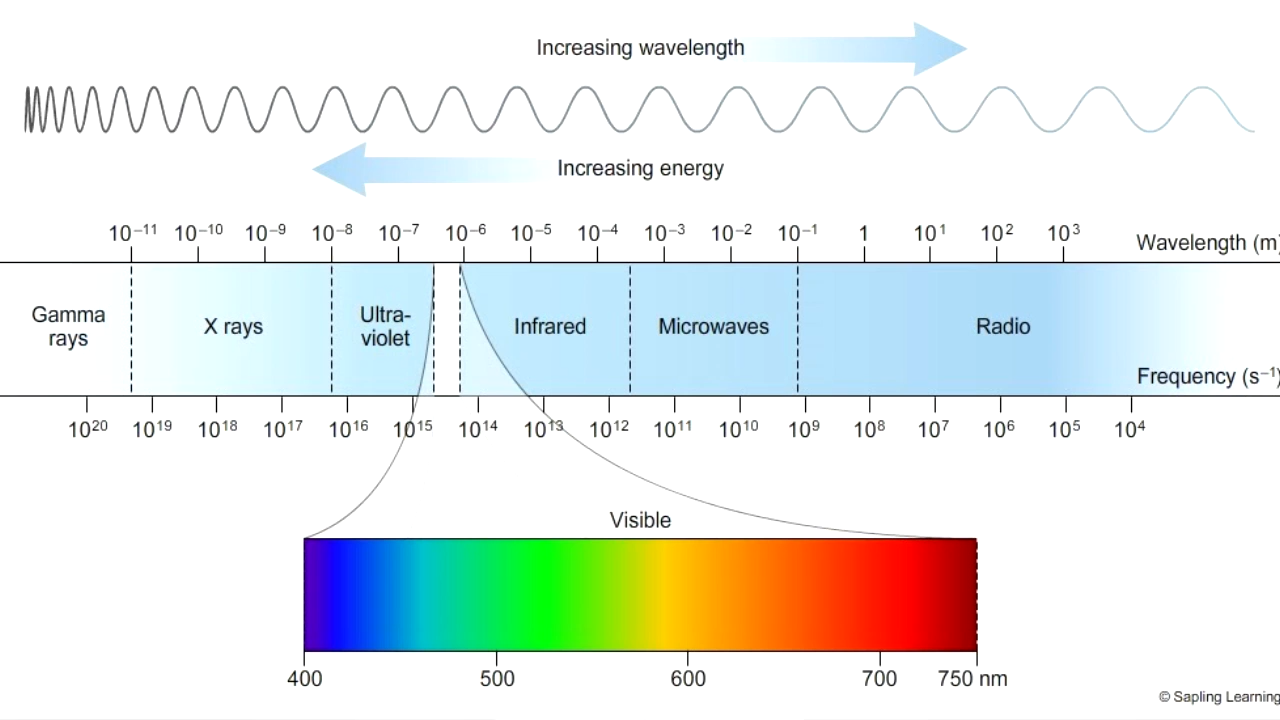 Increasing wavelength
Increasing energy
10⁻¹¹ 10⁻¹⁰ 10⁻⁹ 10⁻⁸ 10⁻⁷ 10⁻⁶ 10⁻⁵ 10⁻⁴ 10⁻³ 10⁻² 10⁻¹ 1 10¹ 10² 10³ Wavelength (m)
Gamma rays
X rays
Ultra-
violet
Infrared
Microwaves
Radio
Frequency (s⁻¹)
10²⁰ 10¹⁹ 10¹⁸ 10¹⁷ 10¹⁶ 10¹⁵ 10¹⁴ 10¹³ 10¹² 10¹¹ 10¹⁰ 10⁹ 10⁸ 10⁷ 10⁶ 10⁵ 10⁴
Visible
400 500 600 700 750 nm
© Sapling Learning